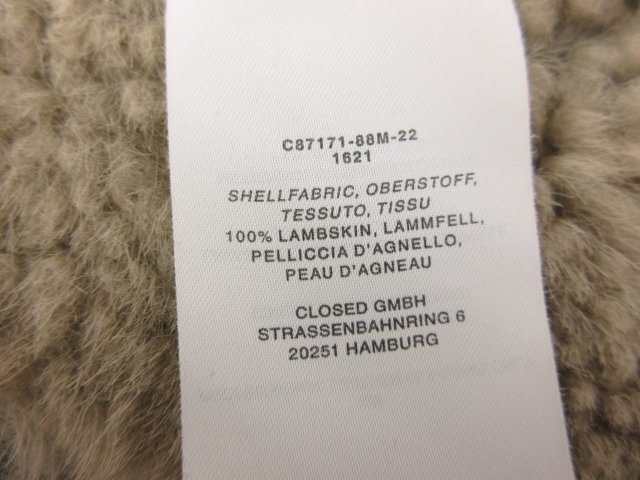 C87171-88M-22
1621
SHELLFABRIC, OBERSTOFF,
TESSUTO, TISSU
100% LAMBSKIN, LAMMFELL,
PELLICCIA D'AGNELLO,
PEAU D'AGNEAU
CLOSED GMBH
STRASSENBAHNRING 6
20251 HAMBURG